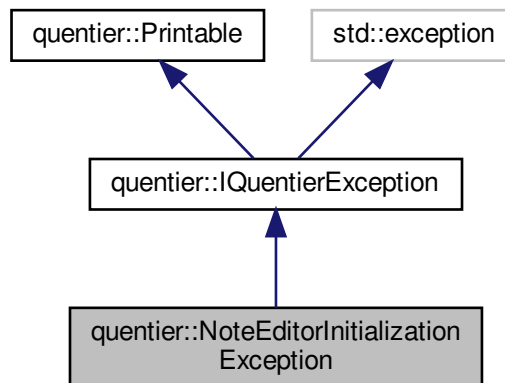 quentier::Printable
std::exception
quentier::IQuentierException
quentier::NoteEditorInitialization
Exception